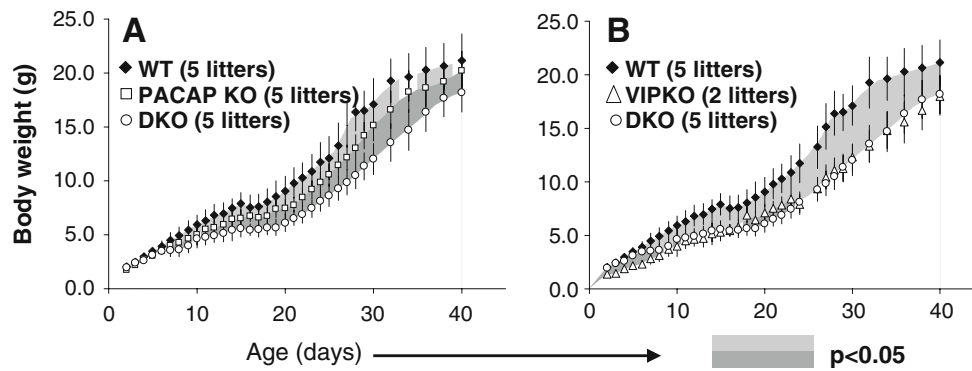 A
◆ WT (5 litters)
□ PACAP KO (5 litters)
○ DKO (5 litters)
Body weight (g)
25.0
20.0
15.0
10.0
5.0
0.0
0 10 20 30 40
B
◆ WT (5 litters)
△ VIPKO (2 litters)
○ DKO (5 litters)
25.0
20.0
15.0
10.0
5.0
0.0
0 10 20 30 40
Age (days)
p<0.05